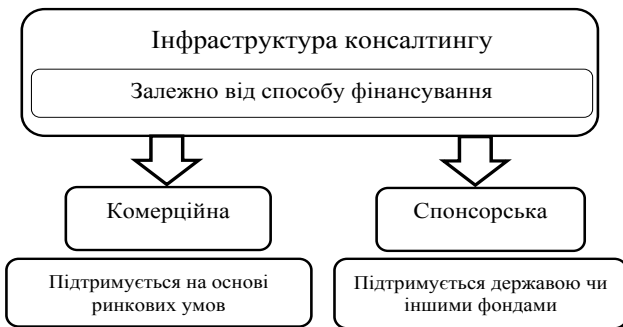 Інфраструктура консалтингу
Залежно від способу фінансування
Комерційна
Спонсорська
Підтримується на основі
ринкових умов
Підтримується державою чи
іншими фондами